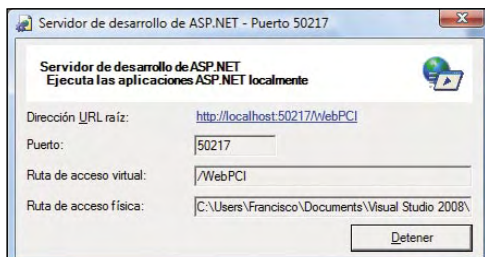 Servidor de desarrollo de ASP.NET - Puerto 50217
Servidor de desarrollo de ASP.NET
Ejecuta las aplicaciones ASP.NET localmente
Dirección URL raíz: http://localhost:50217/WebPCI
Puerto: 50217
Ruta de acceso virtual: /WebPCI
Ruta de acceso física: C:\Users\Francisco\Documents\Visual Studio 2008\
Detener